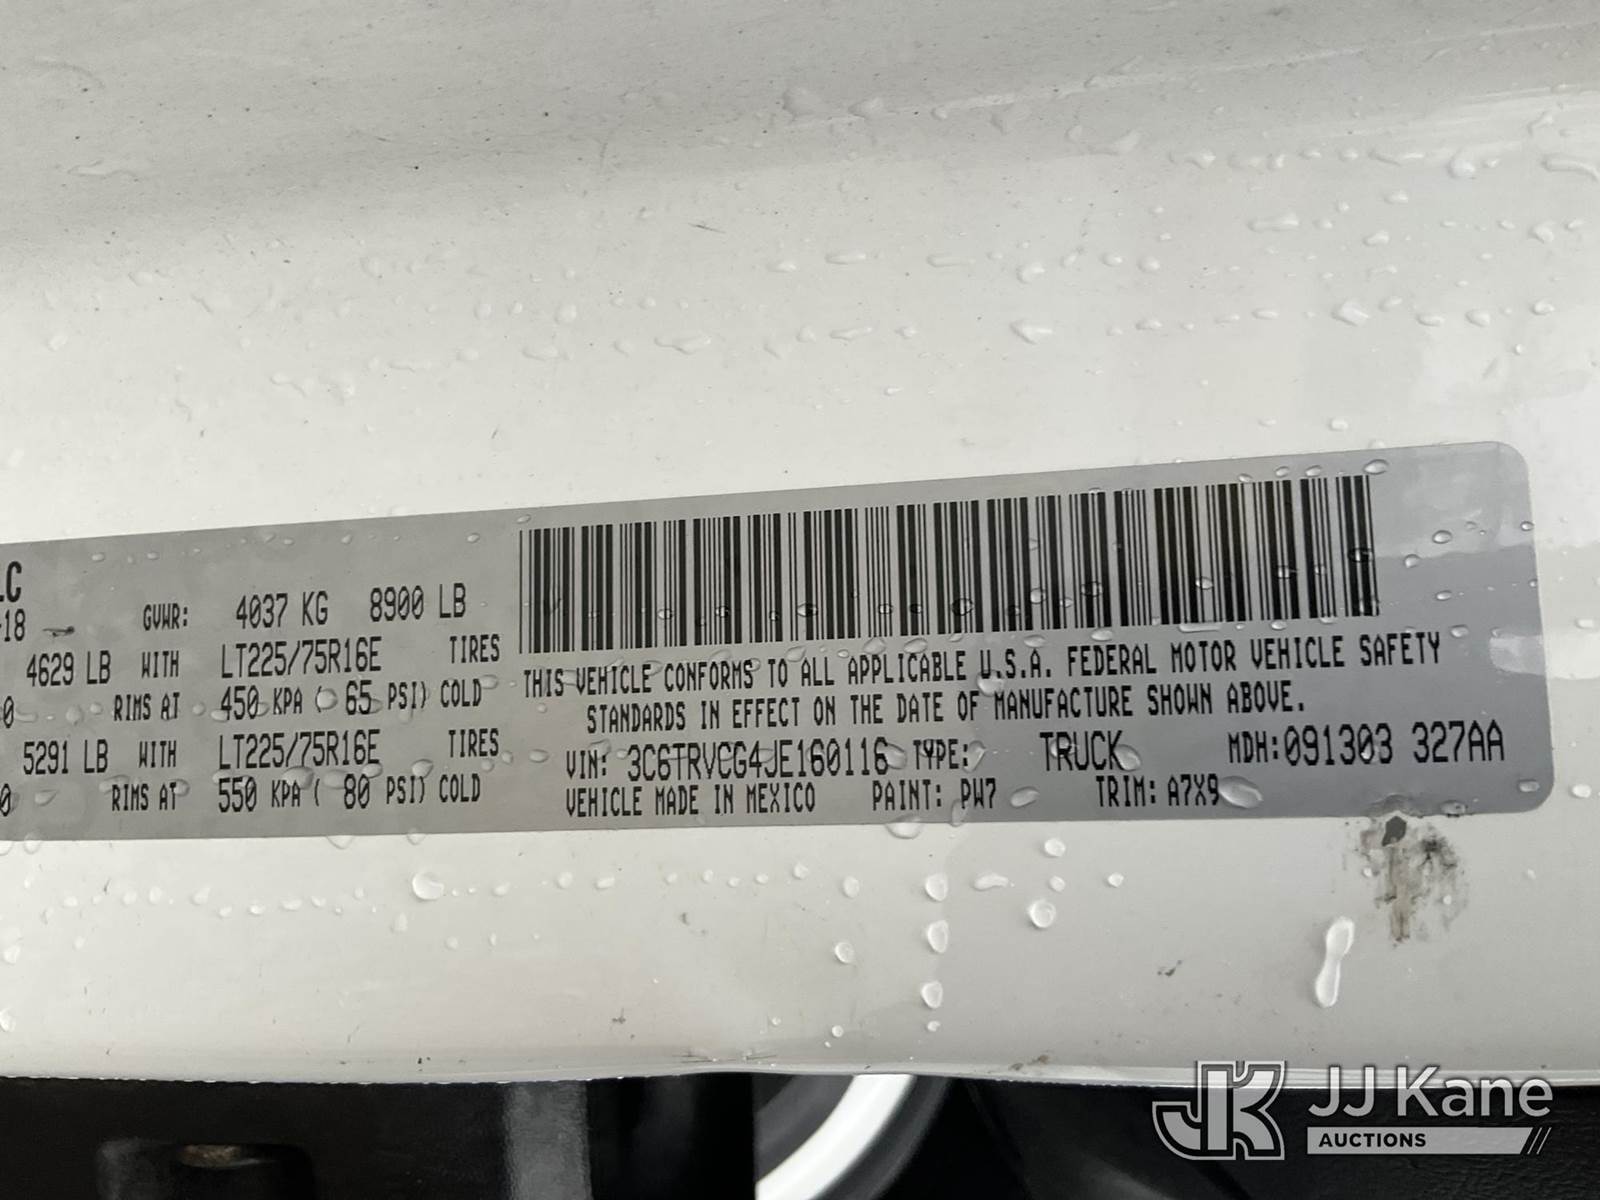 LC
-18 GVWR: 4037 KG 8900 LB
4629 LB WITH LT225/75R16E TIRES
0 RIMS AT 450 KPA ( 65 PSI) COLD
5291 LB WITH LT225/75R16E TIRES
0 RIMS AT 550 KPA ( 80 PSI) COLD
THIS VEHICLE CONFORMS TO ALL APPLICABLE U.S.A. FEDERAL MOTOR VEHICLE SAFETY
STANDARDS IN EFFECT ON THE DATE OF MANUFACTURE SHOWN ABOVE.
VIN: 3C6TRVCG4JE160116 TYPE: TRUCK MDH: 091303 327AA
VEHICLE MADE IN MEXICO PAINT: PW7 TRIM: A7X9
JK JJ Kane
AUCTIONS